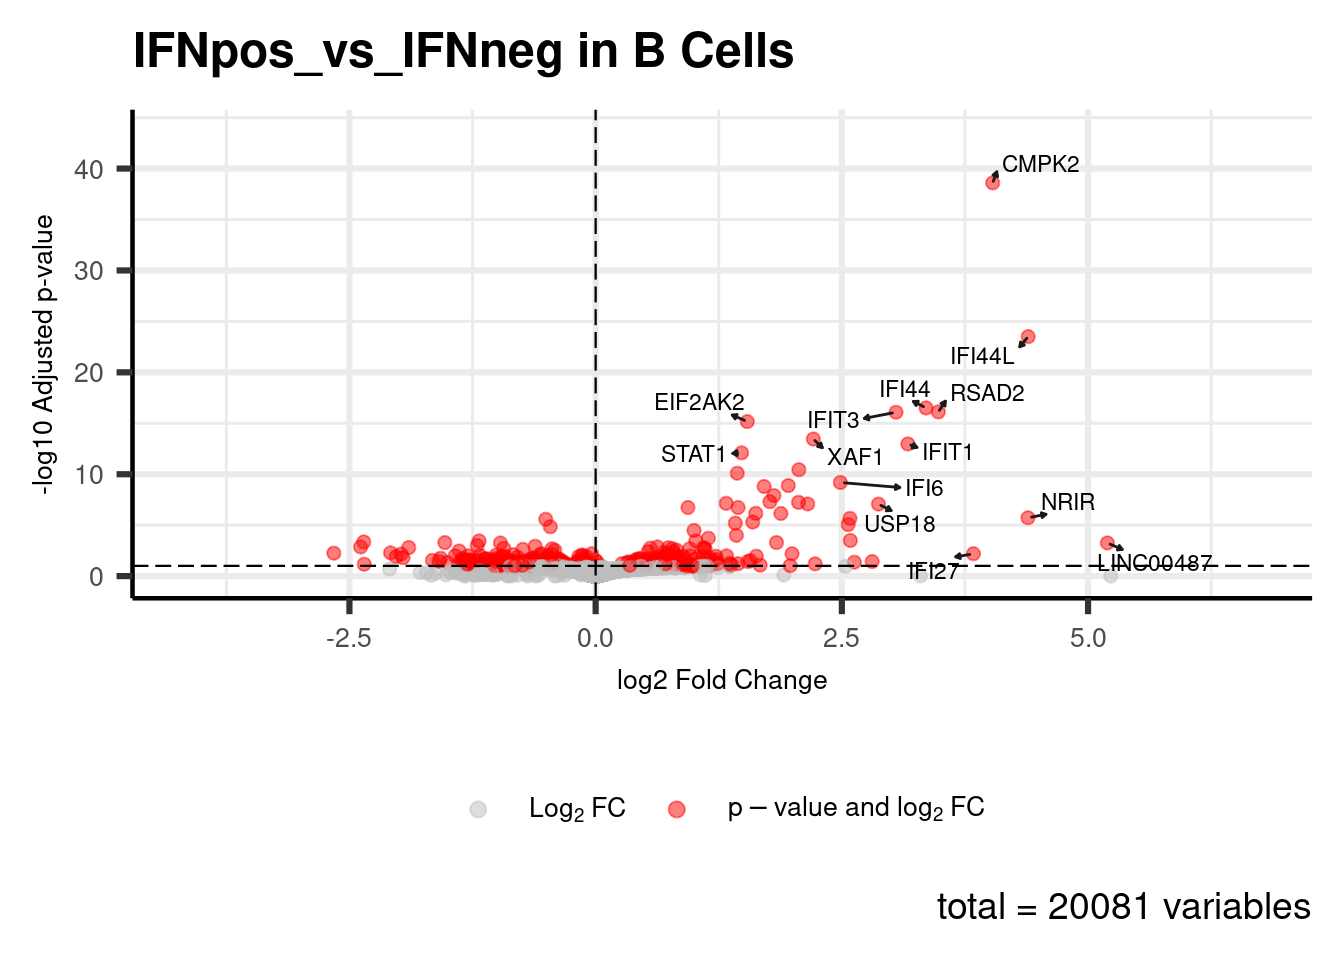 IFNpos_vs_IFNneg in B Cells
-log10 Adjusted p-value
40
30
20
10
0
CMPK2
IFI44L
IFI44
RSAD2
EIF2AK2
IFIT3
STAT1
XAF1
IFIT1
IFI6
NRIR
USP18
LINC00487
IFI27
-2.5
0.0
2.5
5.0
log2 Fold Change
Log₂ FC
p − value and log₂ FC
total = 20081 variables